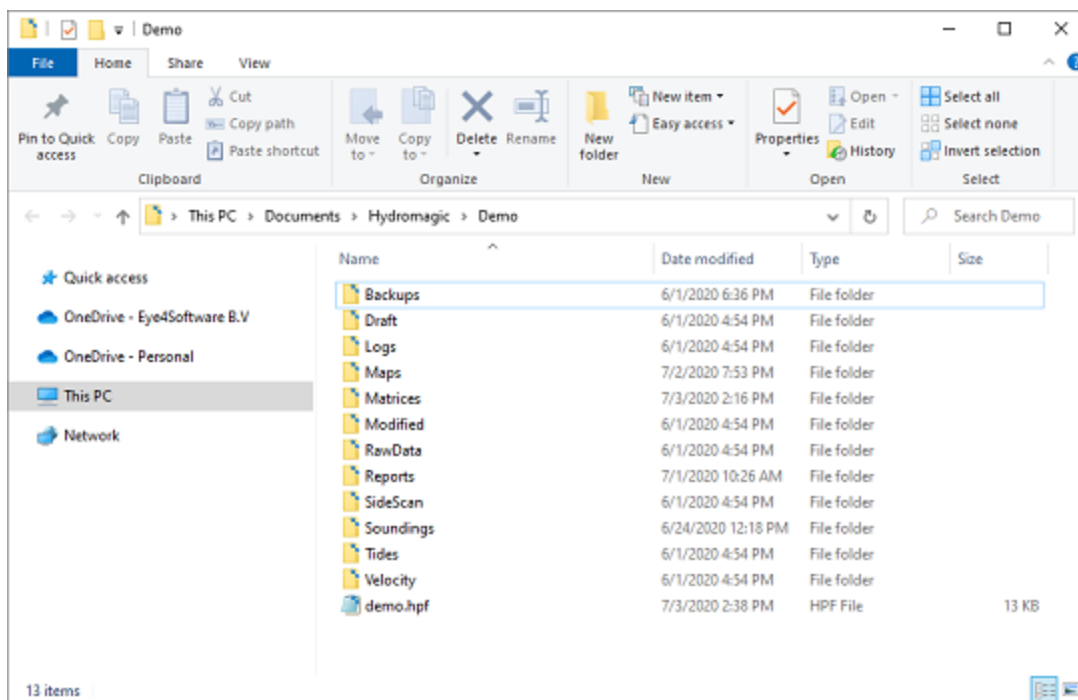 Demo
File Home Share View
Pin to Quick access
Copy
Paste
Cut
Copy path
Paste shortcut
Clipboard
Move to
Copy to
Delete
Rename
Organize
New folder
New item
Easy access
New
Properties
Open
Edit
History
Open
Select all
Select none
Invert selection
Select
This PC > Documents > Hydromagic > Demo
Search Demo
Quick access
OneDrive - Eye4Software B.V
OneDrive - Personal
This PC
Network
Name Date modified Type Size
Backups 6/1/2020 6:36 PM File folder
Draft 6/1/2020 4:54 PM File folder
Logs 6/1/2020 4:54 PM File folder
Maps 7/2/2020 7:53 PM File folder
Matrices 7/3/2020 2:16 PM File folder
Modified 6/1/2020 4:54 PM File folder
RawData 6/1/2020 4:54 PM File folder
Reports 7/1/2020 10:26 AM File folder
SideScan 6/1/2020 4:54 PM File folder
Soundings 6/24/2020 12:18 PM File folder
Tides 6/1/2020 4:54 PM File folder
Velocity 6/1/2020 4:54 PM File folder
demo.hpf 7/3/2020 2:38 PM HPF File 13 KB
13 items